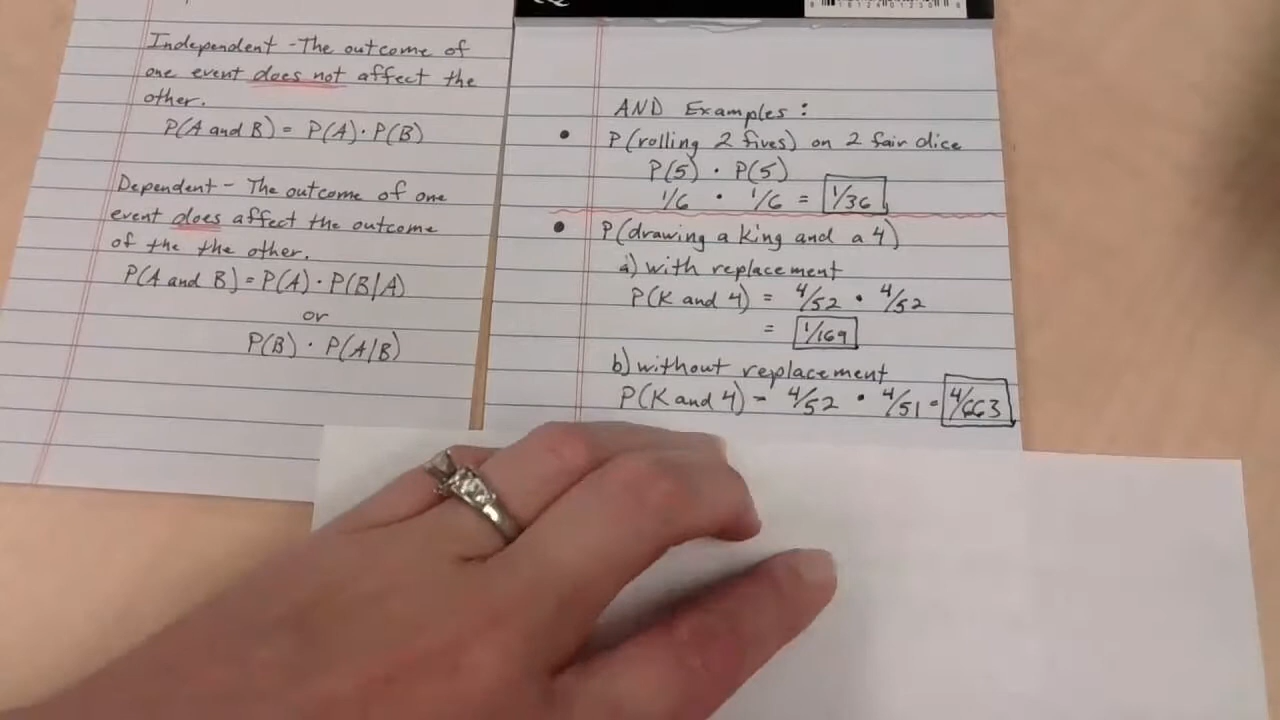 Independent - The outcome of
one event does not affect the
other.
P(A and B) = P(A) · P(B)
Dependent - The outcome of one
event does affect the outcome
of the the other.
P(A and B) = P(A) · P(B|A)
or
P(B) · P(A|B)
AND Examples:
• P(rolling 2 fives) on 2 fair dice
P(5) · P(5)
1/6 · 1/6 = 1/36
• P(drawing a king and a 4)
a) with replacement
P(K and 4) = 4/52 · 4/52
= 1/169
b) without replacement
P(K and 4) = 4/52 · 4/51 = 4/663